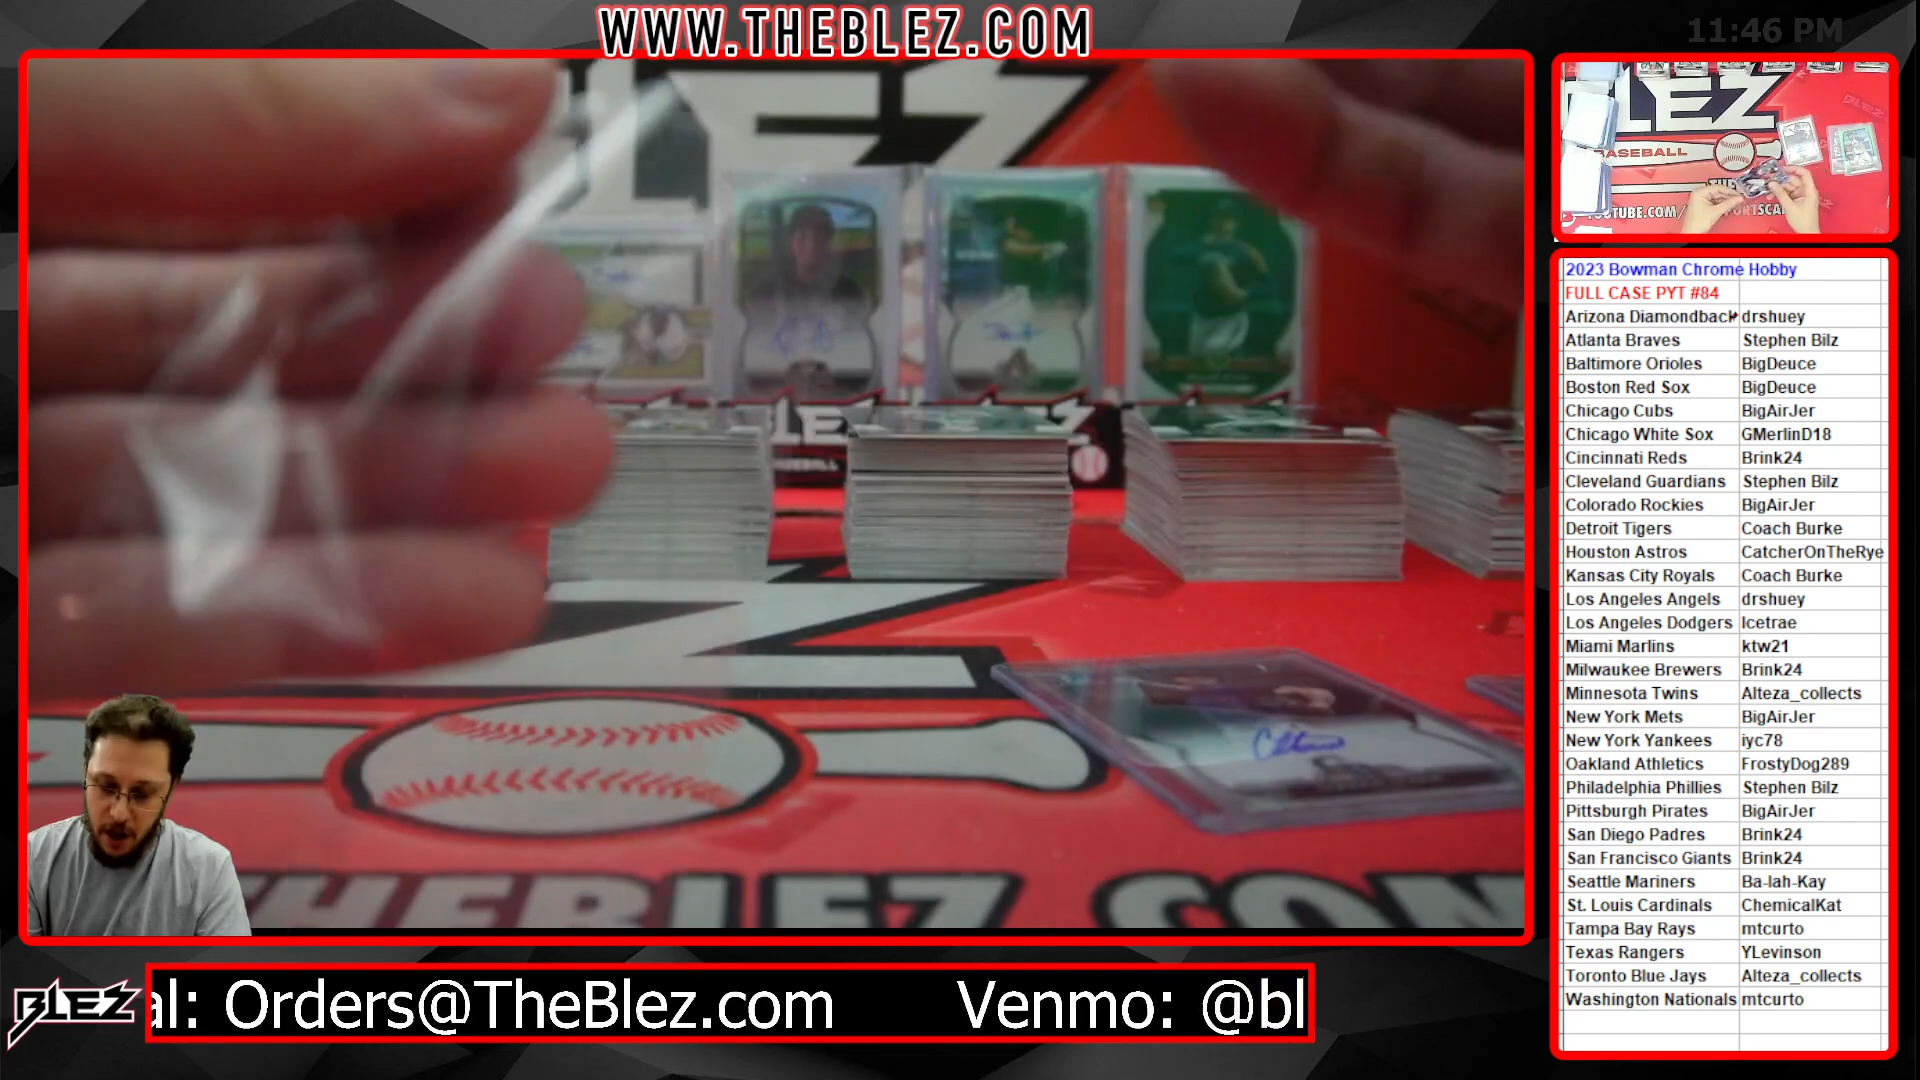 WWW.THEBLEZ.COM
11:46 PM
BLEZ
BASEBALL
2023 Bowman Chrome Hobby
FULL CASE PYT #84
Arizona Diamondback drshuey
Atlanta Braves Stephen Bilz
Baltimore Orioles BigDeuce
Boston Red Sox BigDeuce
Chicago Cubs BigAirJer
Chicago White Sox GMerlinD18
Cincinnati Reds Brink24
Cleveland Guardians Stephen Bilz
Colorado Rockies BigAirJer
Detroit Tigers Coach Burke
Houston Astros CatcherOnTheRye
Kansas City Royals Coach Burke
Los Angeles Angels drshuey
Los Angeles Dodgers Icetrae
Miami Marlins ktw21
Milwaukee Brewers Brink24
Minnesota Twins Alteza_collects
New York Mets BigAirJer
New York Yankees iyc78
Oakland Athletics FrostyDog289
Philadelphia Phillies Stephen Bilz
Pittsburgh Pirates BigAirJer
San Diego Padres Brink24
San Francisco Giants Brink24
Seattle Mariners Ba-lah-Kay
St. Louis Cardinals ChemicalKat
Tampa Bay Rays mtcurto
Texas Rangers YLevinson
Toronto Blue Jays Alteza_collects
Washington Nationals mtcurto
THEBLEZ.COM
BLEZ
al: Orders@TheBlez.com Venmo: @bl